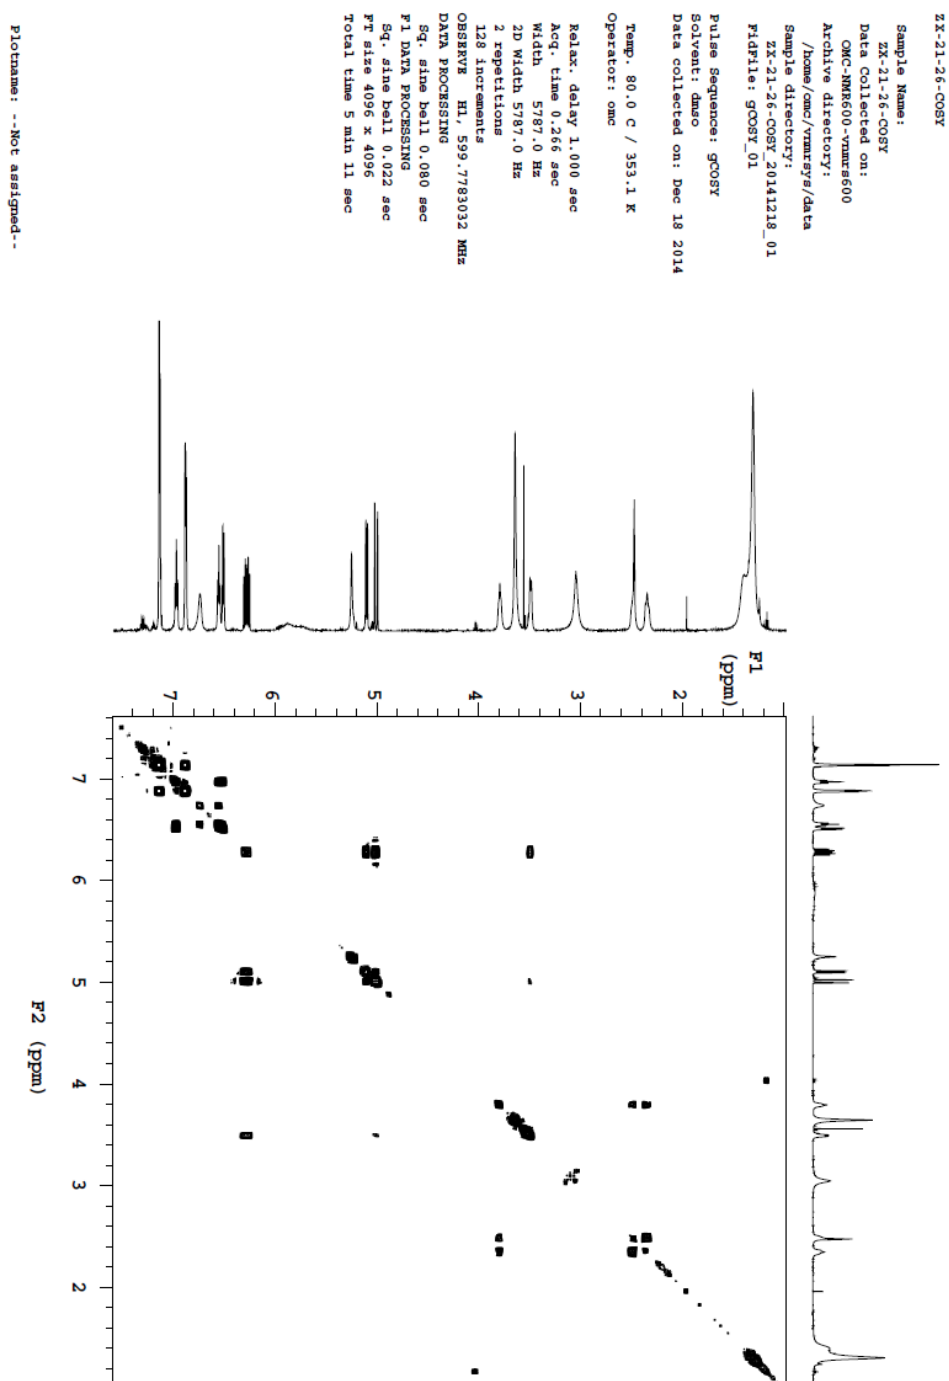 ZX-21-26-COSY
Sample Name:
ZX-21-26-COSY
Data Collected on:
OMC-NMR600-vnmrs600
Archive directory:
/home/omc/vnmrsys/data
Sample directory:
ZX-21-26-COSY_20141218_01
FidFile: gCOSY_01
Pulse Sequence: gCOSY
Solvent: dmso
Data collected on: Dec 18 2014
Temp. 80.0 C / 353.1 K
Operator: omc
Relax. delay 1.000 sec
Acq. time 0.266 sec
Width 5787.0 Hz
2D Width 5787.0 Hz
2 repetitions
128 increments
OBSERVE H1, 599.7783032 MHz
DATA PROCESSING
Sq. sine bell 0.080 sec
F1 DATA PROCESSING
Sq. sine bell 0.022 sec
FT size 4096 x 4096
Total time 5 min 11 sec
F1
(ppm)
2
3
4
5
6
7
7
6
5
4
3
2
F2 (ppm)
Plotname: --Not assigned--